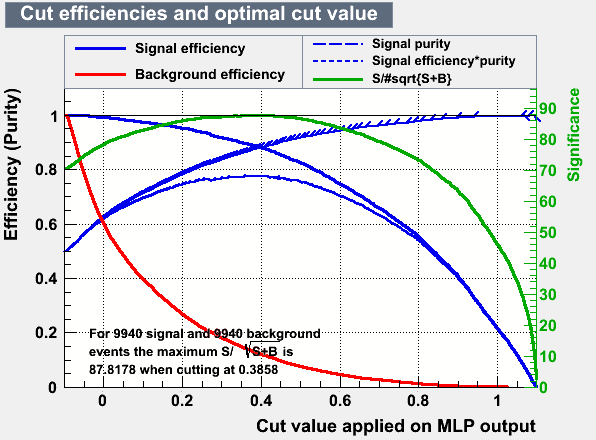 Cut efficiencies and optimal cut value
Signal efficiency
Background efficiency
Signal purity
Signal efficiency*purity
S/#sqrt{S+B}
Efficiency (Purity)
1
0.8
0.6
0.4
0.2
0
90
80
70
60
50
40
30
20
10
0
Significance
For 9940 signal and 9940 background
events the maximum S/ √S+B is
87.8178 when cutting at 0.3858
0 0.2 0.4 0.6 0.8 1
Cut value applied on MLP output